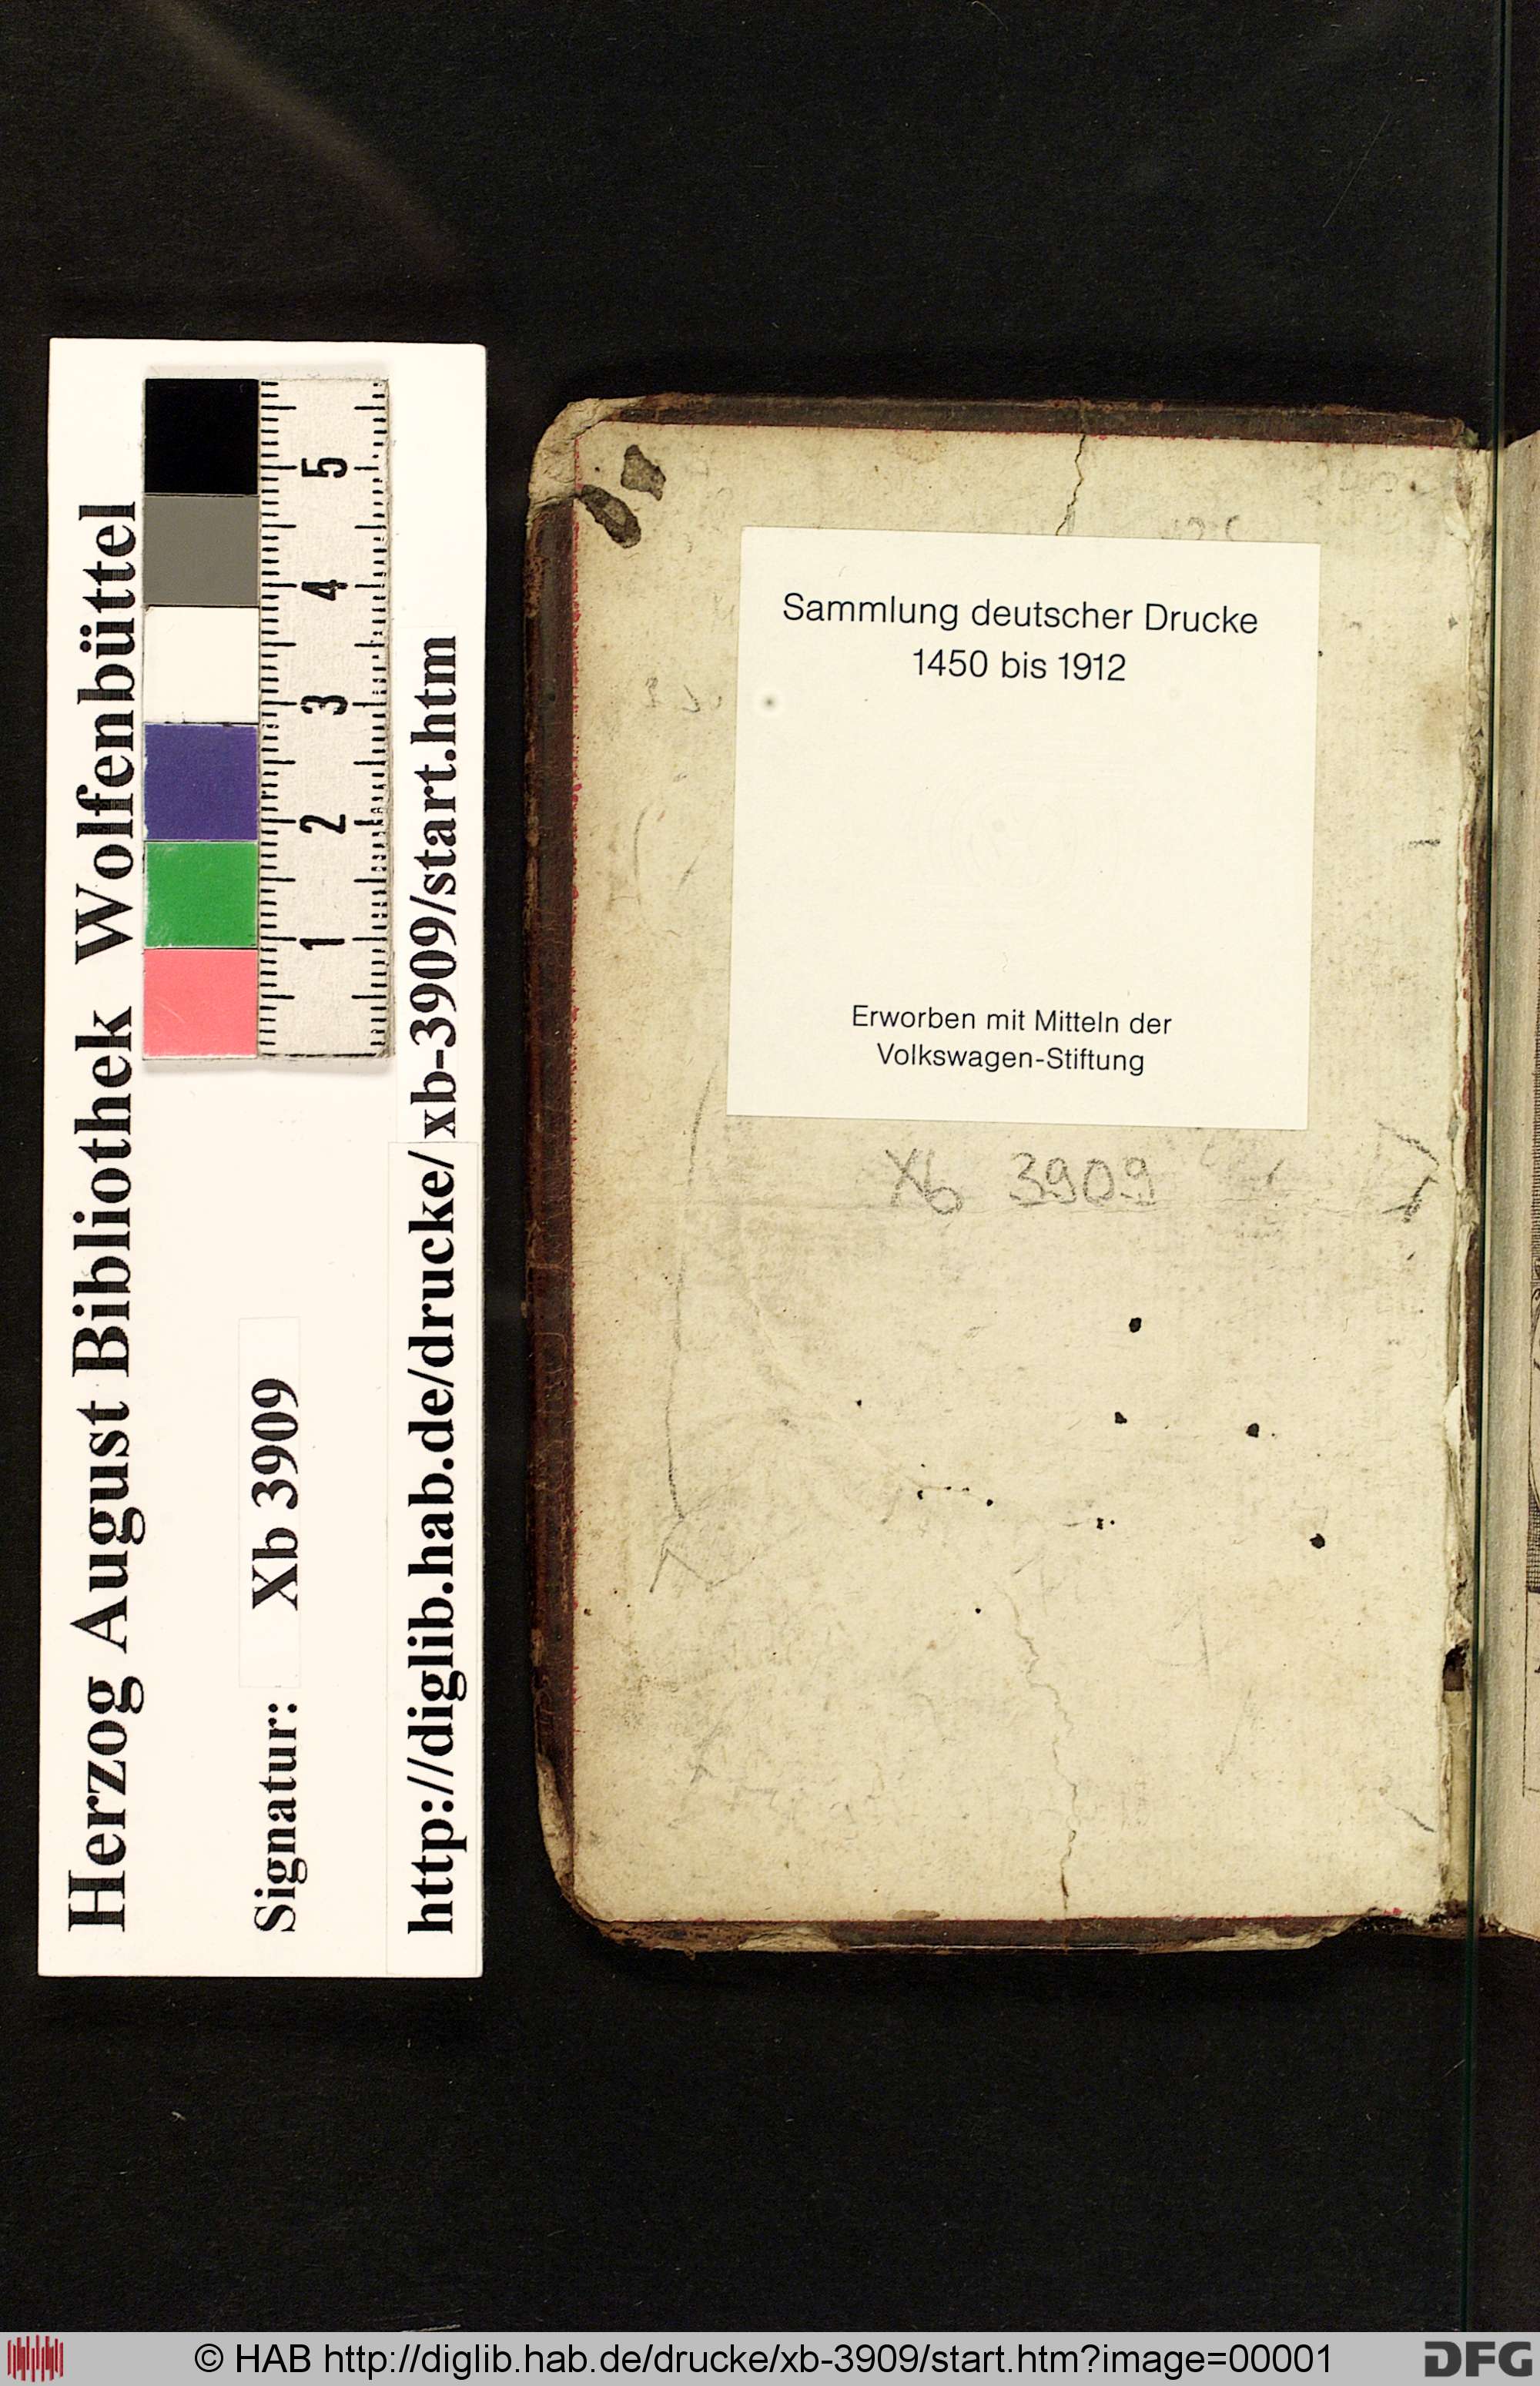 Herzog August Bibliothek Wolfenbüttel
Signatur: Xb 3909
http://diglib.hab.de/drucke/xb-3909/start.htm
5
4
3
2
1
Sammlung deutscher Drucke
1450 bis 1912
Erworben mit Mitteln der
Volkswagen-Stiftung
Xb 3909
© HAB http://diglib.hab.de/drucke/xb-3909/start.htm?image=00001
DFG